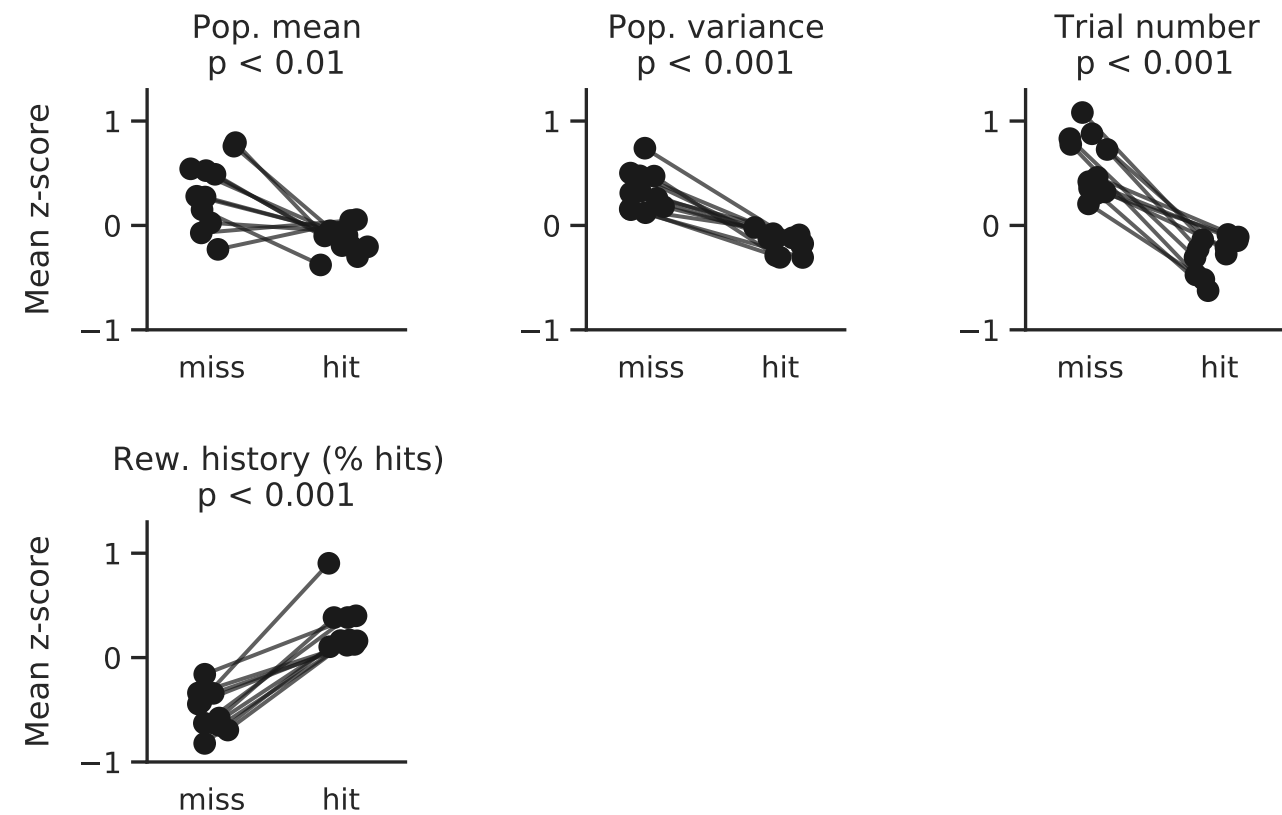 Pop. mean
p < 0.01
Mean z-score
1
0
−1
miss hit
Pop. variance
p < 0.001
1
0
−1
miss hit
Trial number
p < 0.001
1
0
−1
miss hit
Rew. history (% hits)
p < 0.001
Mean z-score
1
0
−1
miss hit